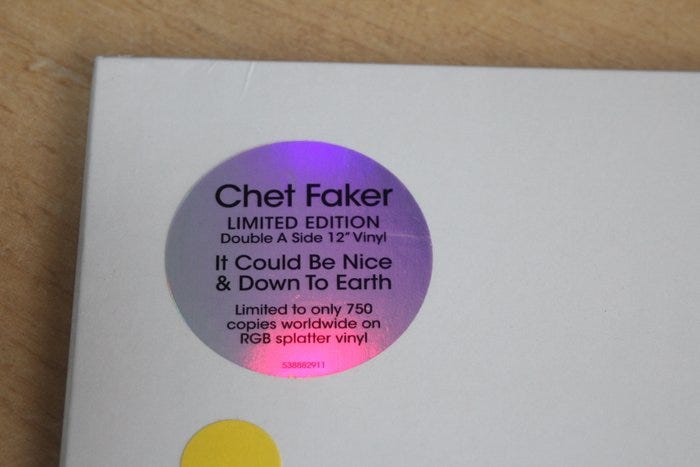 Chet Faker
LIMITED EDITION
Double A Side 12" Vinyl
It Could Be Nice
& Down To Earth
Limited to only 750
copies worldwide on
RGB splatter vinyl
538882911